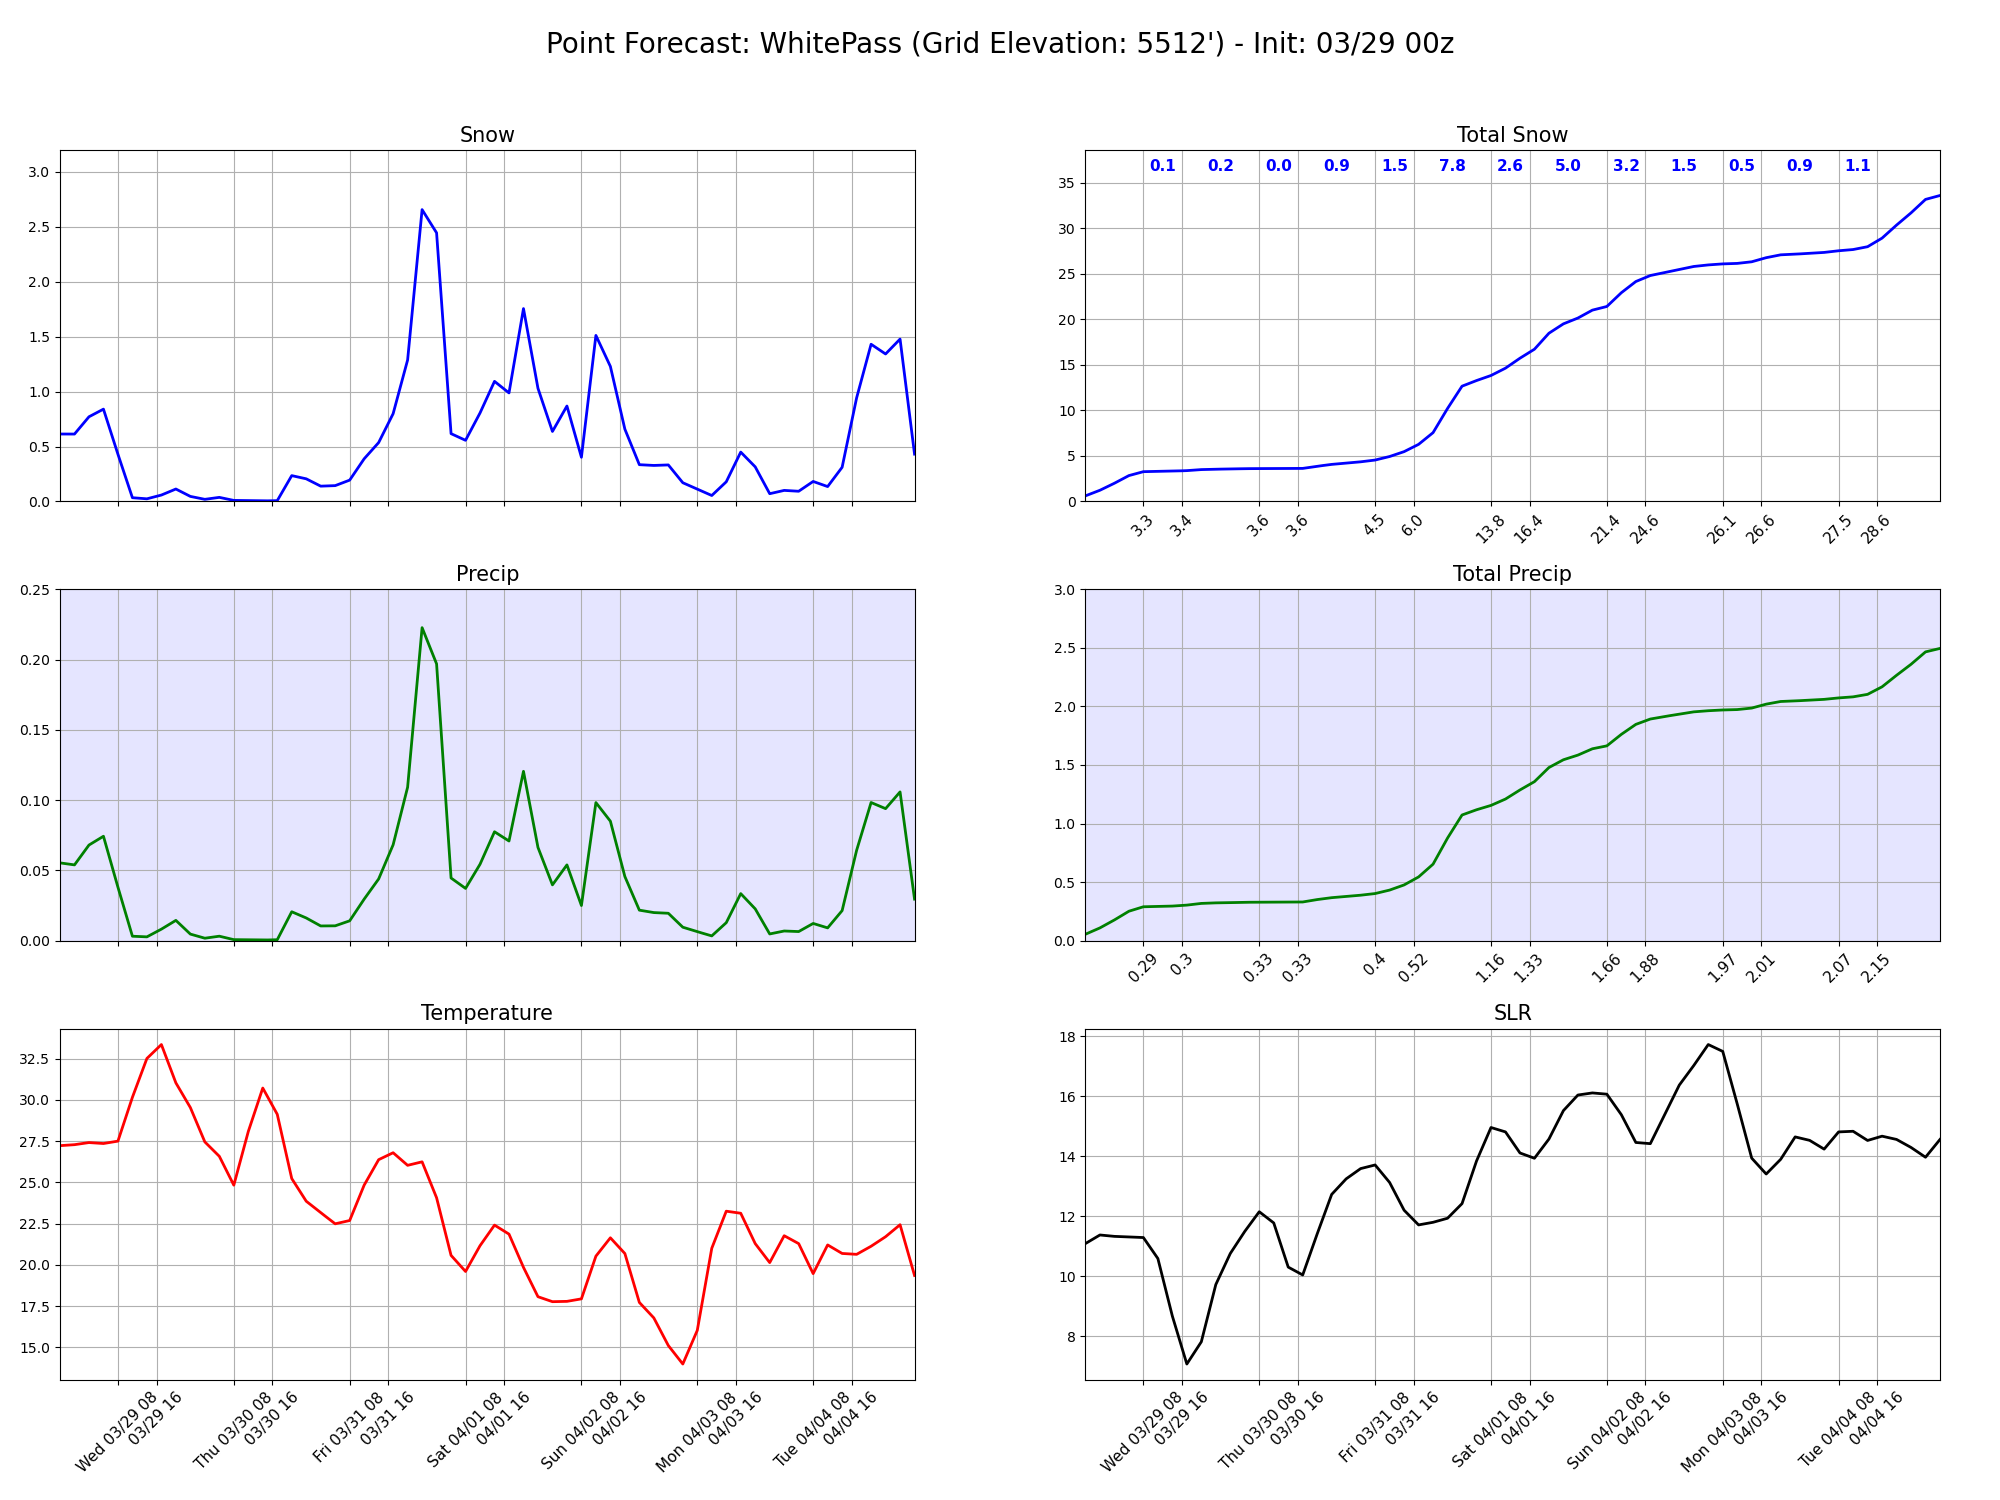 Point Forecast: WhitePass (Grid Elevation: 5512') - Init: 03/29 00z
Snow
3.0
2.5
2.0
1.5
1.0
0.5
0.0
Total Snow
0.1 0.2 0.0 0.9 1.5 7.8 2.6 5.0 3.2 1.5 0.5 0.9 1.1
35
30
25
20
15
10
5
0
3.3 3.4 3.6 3.6 4.5 6.0 13.8 16.4 21.4 24.6 26.1 26.6 27.5 28.6
Precip
0.25
0.20
0.15
0.10
0.05
0.00
Total Precip
3.0
2.5
2.0
1.5
1.0
0.5
0.0
0.29 0.3 0.33 0.33 0.4 0.52 1.16 1.33 1.66 1.88 1.97 2.01 2.07 2.15
Temperature
32.5
30.0
27.5
25.0
22.5
20.0
17.5
15.0
Wed 03/29 08
03/29 16
Thu 03/30 08
03/30 16
Fri 03/31 08
03/31 16
Sat 04/01 08
04/01 16
Sun 04/02 08
04/02 16
Mon 04/03 08
04/03 16
Tue 04/04 08
04/04 16
SLR
18
16
14
12
10
8
Wed 03/29 08
03/29 16
Thu 03/30 08
03/30 16
Fri 03/31 08
03/31 16
Sat 04/01 08
04/01 16
Sun 04/02 08
04/02 16
Mon 04/03 08
04/03 16
Tue 04/04 08
04/04 16